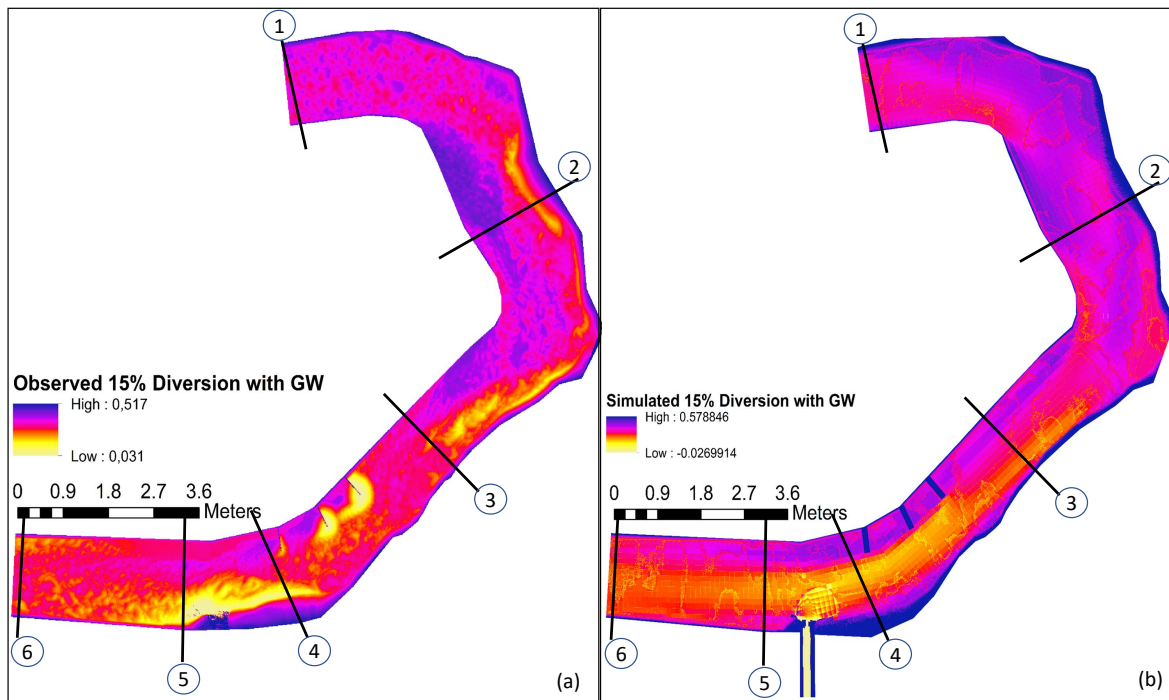 1
2
Observed 15% Diversion with GW
High : 0,517
Low : 0,031
0 0.9 1.8 2.7 3.6
Meters
3
4
5
6
(a)
1
2
Simulated 15% Diversion with GW
High : 0.578846
Low : -0.0269914
0 0.9 1.8 2.7 3.6
Meters
3
4
5
6
(b)